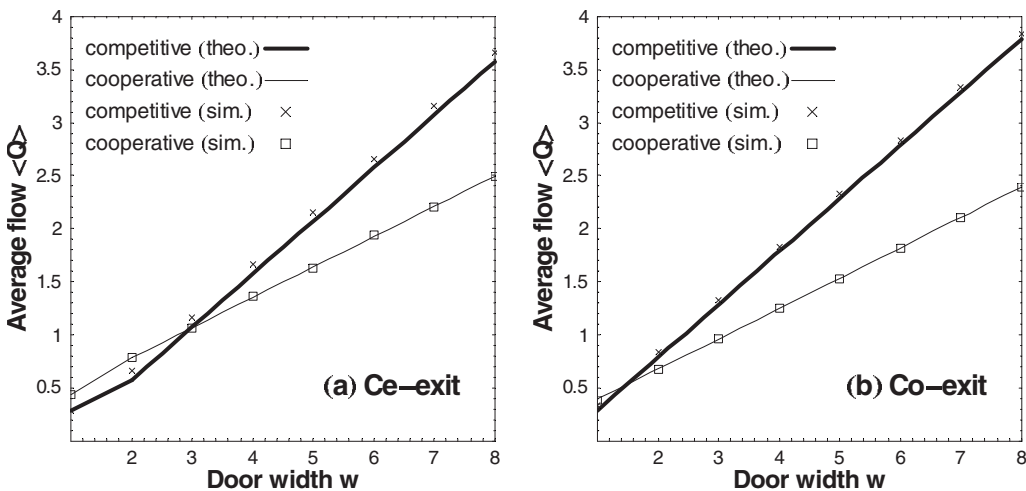 4
3.5
3
2.5
2
1.5
1
0.5
Average flow <Q>
competitive (theo.)
cooperative (theo.)
competitive (sim.)
cooperative (sim.)
(a) Ce–exit
2 3 4 5 6 7 8
Door width w
4
3.5
3
2.5
2
1.5
1
0.5
Average flow <Q>
competitive (theo.)
cooperative (theo.)
competitive (sim.)
cooperative (sim.)
(b) Co–exit
2 3 4 5 6 7 8
Door width w